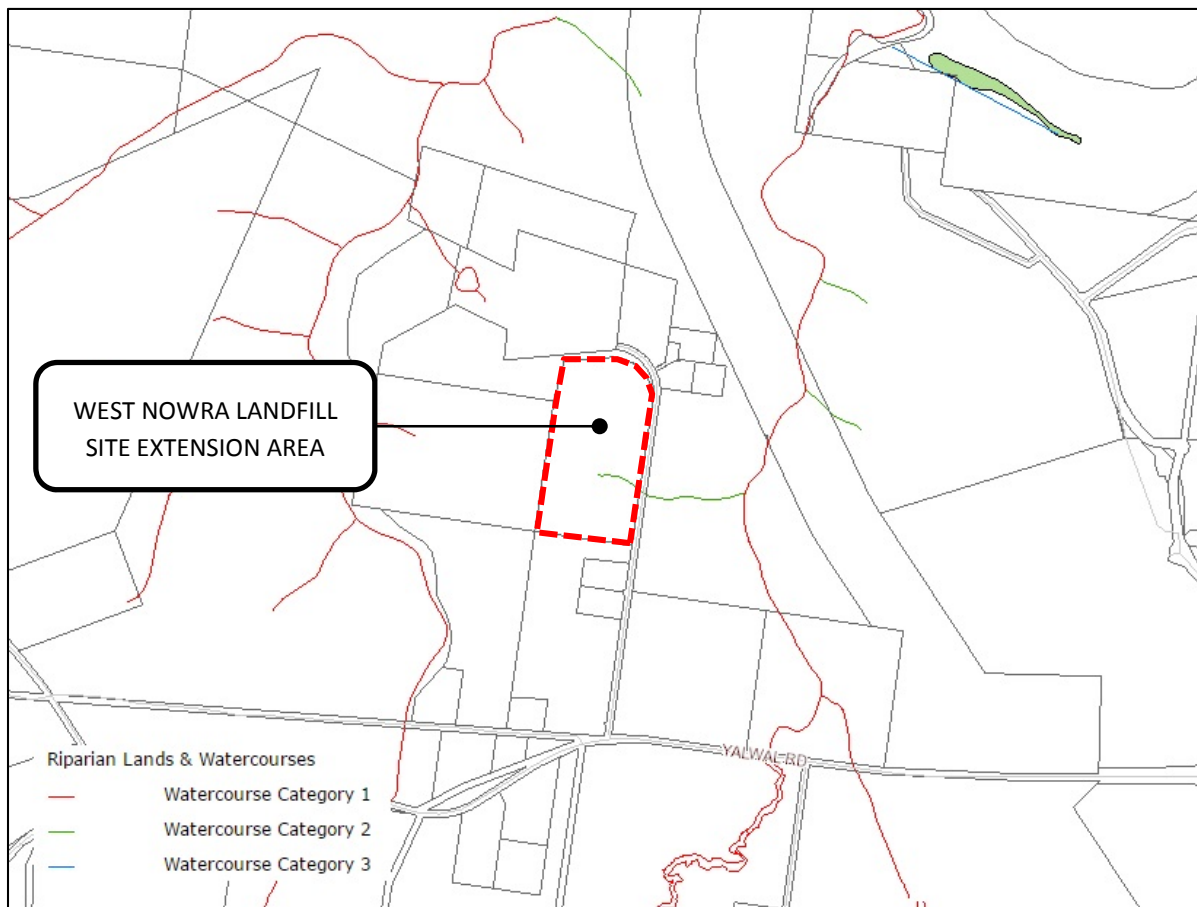 WEST NOWRA LANDFILL
SITE EXTENSION AREA
YALWAL RD
Riparian Lands & Watercourses
Watercourse Category 1
Watercourse Category 2
Watercourse Category 3